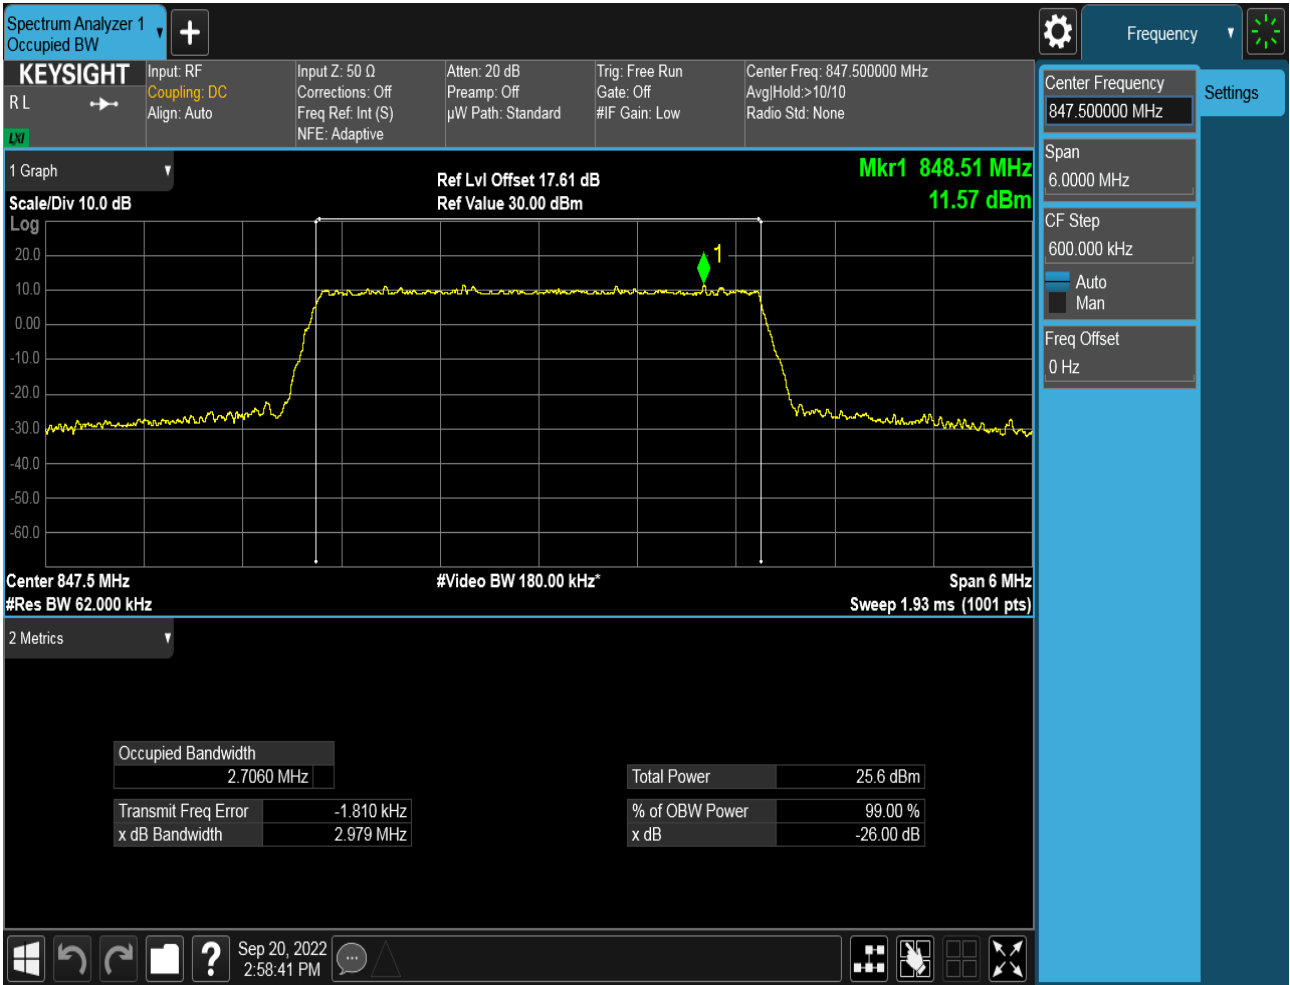 Spectrum Analyzer 1
Occupied BW
+
Frequency
KEYSIGHT
R L
LXI
Input: RF
Coupling: DC
Align: Auto
Input Z: 50 Ω
Corrections: Off
Freq Ref: Int (S)
NFE: Adaptive
Atten: 20 dB
Preamp: Off
µW Path: Standard
Trig: Free Run
Gate: Off
#IF Gain: Low
Center Freq: 847.500000 MHz
Avg|Hold:>10/10
Radio Std: None
Center Frequency
847.500000 MHz
Settings
Span
6.0000 MHz
CF Step
600.000 kHz
Auto
Man
Freq Offset
0 Hz
1 Graph
Scale/Div 10.0 dB
Ref Lvl Offset 17.61 dB
Ref Value 30.00 dBm
Mkr1 848.51 MHz
11.57 dBm
Log
1
20.0
10.0
0.00
-10.0
-20.0
-30.0
-40.0
-50.0
-60.0
Center 847.5 MHz
#Video BW 180.00 kHz*
Span 6 MHz
#Res BW 62.000 kHz
Sweep 1.93 ms (1001 pts)
2 Metrics
Occupied Bandwidth
2.7060 MHz
Total Power 25.6 dBm
Transmit Freq Error -1.810 kHz
% of OBW Power 99.00 %
x dB Bandwidth 2.979 MHz
x dB -26.00 dB
?
Sep 20, 2022
2:58:41 PM